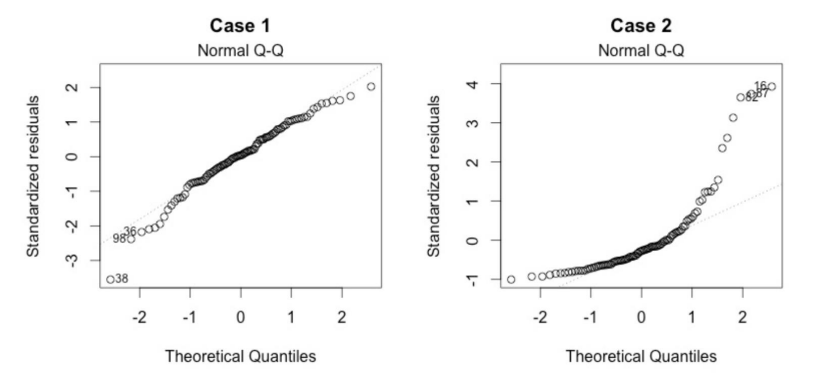 Case 1
Normal Q-Q
Standardized residuals
2
1
0
-1
-2
-3
36
98
38
-2 -1 0 1 2
Theoretical Quantiles
Case 2
Normal Q-Q
Standardized residuals
4
3
2
1
0
-1
16
82 87
-2 -1 0 1 2
Theoretical Quantiles